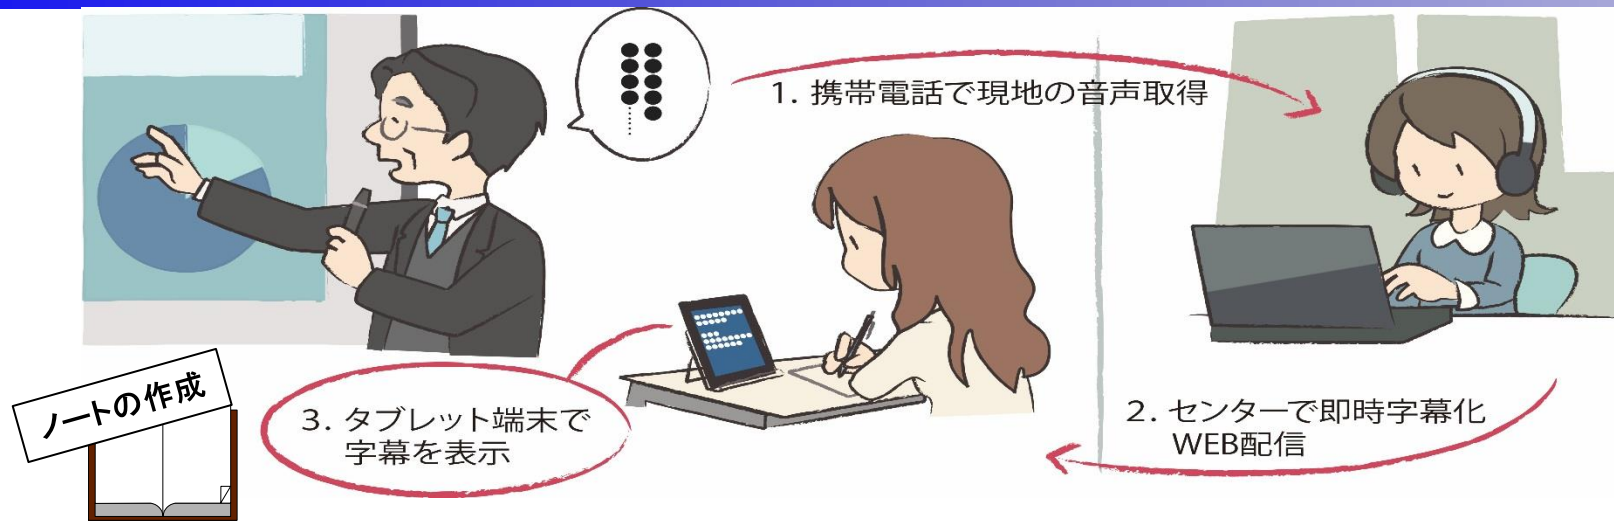 1. 携帯電話で現地の音声取得
2. センターで即時字幕化
WEB配信
3. タブレット端末で
字幕を表示
ノートの作成